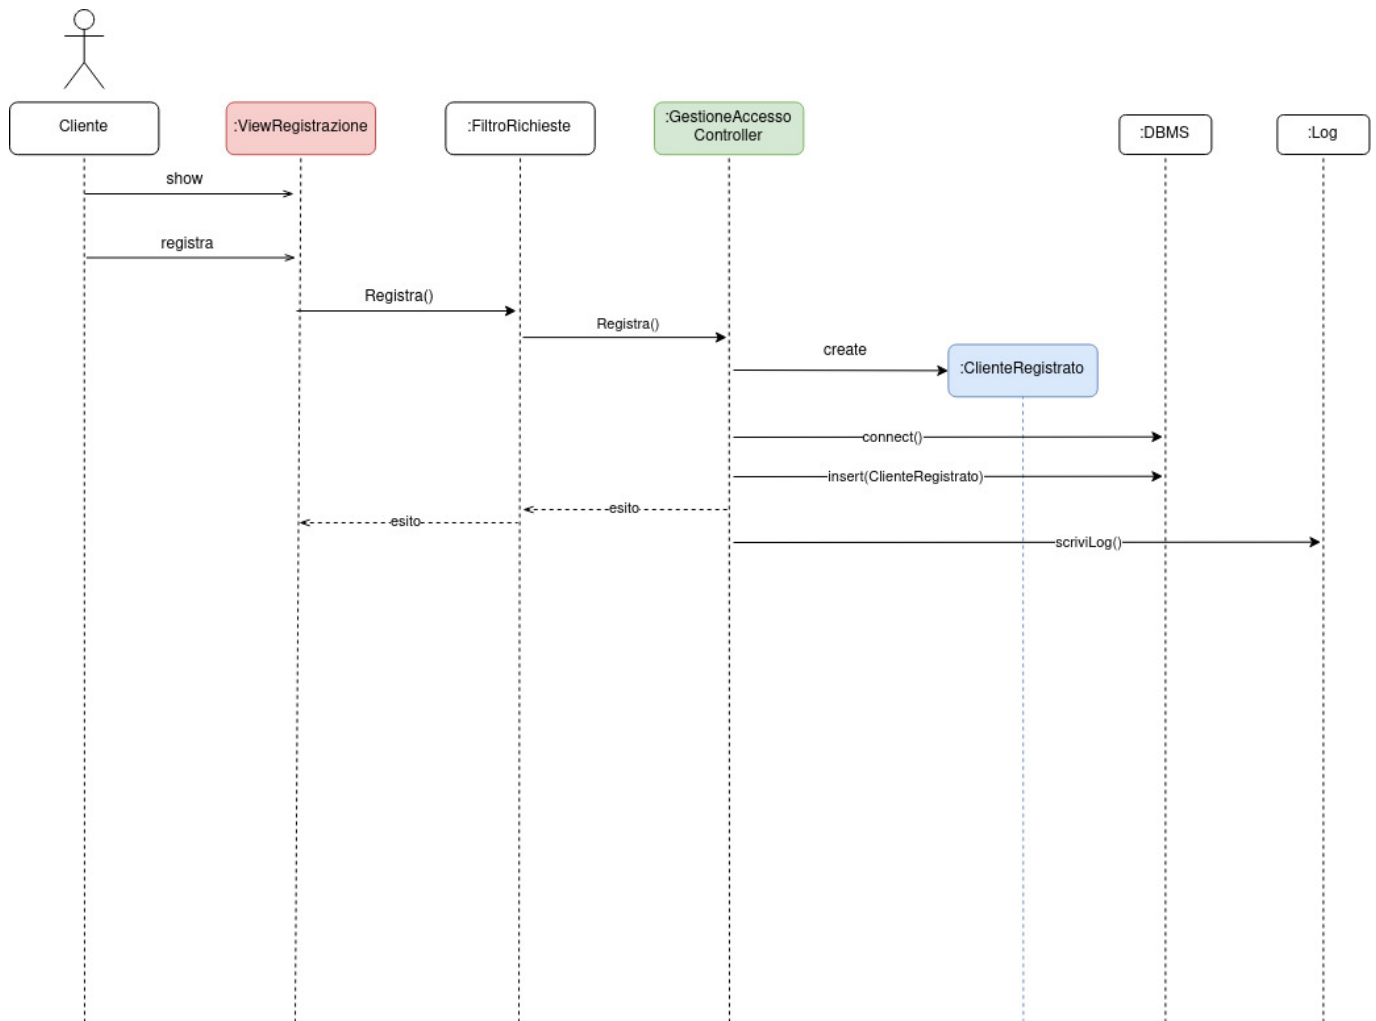 Cliente
:ViewRegistrazione
:FiltroRichieste
:GestioneAccesso
Controller
:DBMS
:Log
show
registra
Registra()
Registra()
create
:ClienteRegistrato
connect()
insert(ClienteRegistrato)
esito
esito
scriviLog()